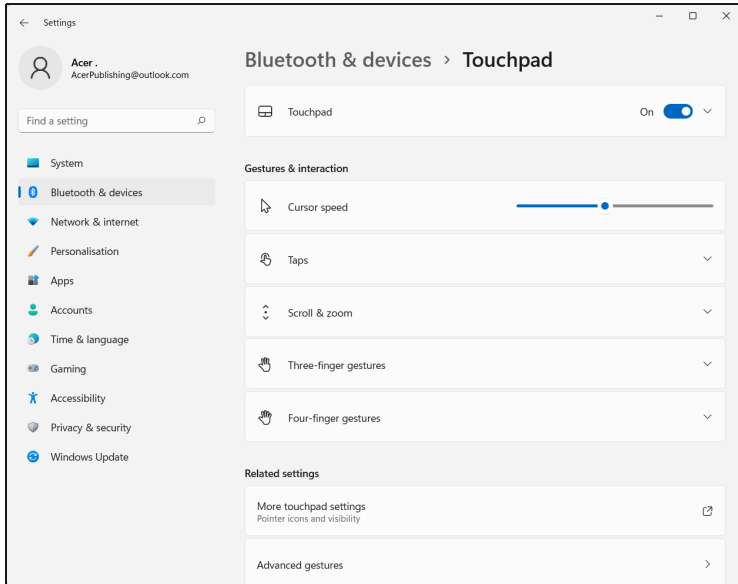 Settings
Acer .
AcerPublishing@outlook.com
Find a setting
System
Bluetooth & devices
Network & internet
Personalisation
Apps
Accounts
Time & language
Gaming
Accessibility
Privacy & security
Windows Update
Bluetooth & devices > Touchpad
Touchpad On
Gestures & interaction
Cursor speed
Taps
Scroll & zoom
Three-finger gestures
Four-finger gestures
Related settings
More touchpad settings
Pointer icons and visibility
Advanced gestures